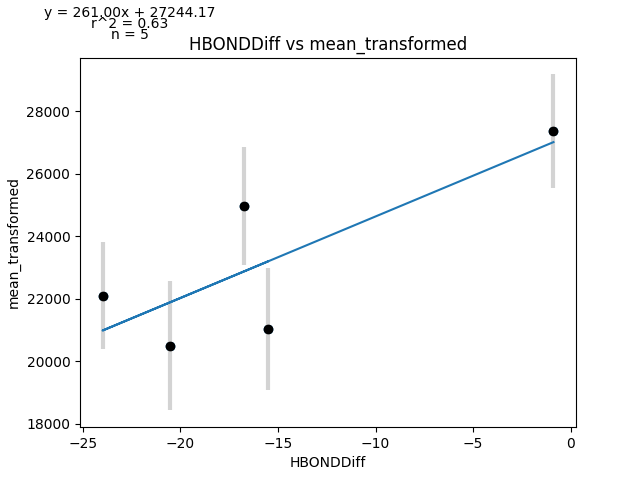 y = 261.00x + 27244.17
r^2 = 0.63
n = 5
HBONDDiff vs mean_transformed
28000
26000
24000
22000
20000
18000
mean_transformed
−25
−20
−15
−10
−5
0
HBONDDiff